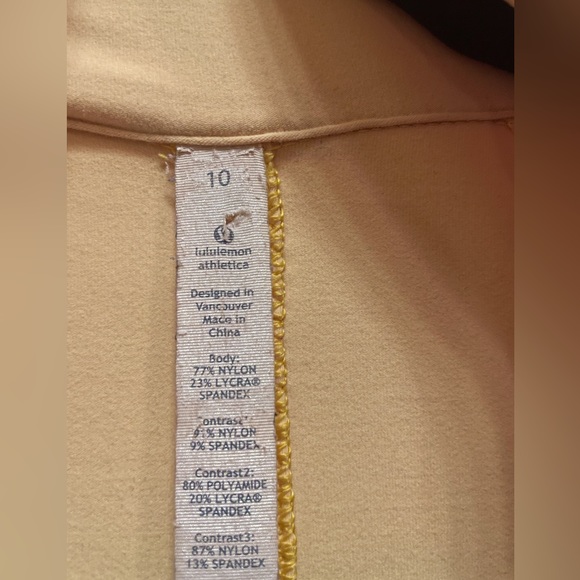 10
lululemon
athletica
Designed in
Vancouver
Made in
China
Body:
77% NYLON
23% LYCRA®
SPANDEX
91% NYLON
9% SPANDEX
Contrast2:
80% POLYAMIDE
20% LYCRA®
SPANDEX
Contrast3:
87% NYLON
13% SPANDEX